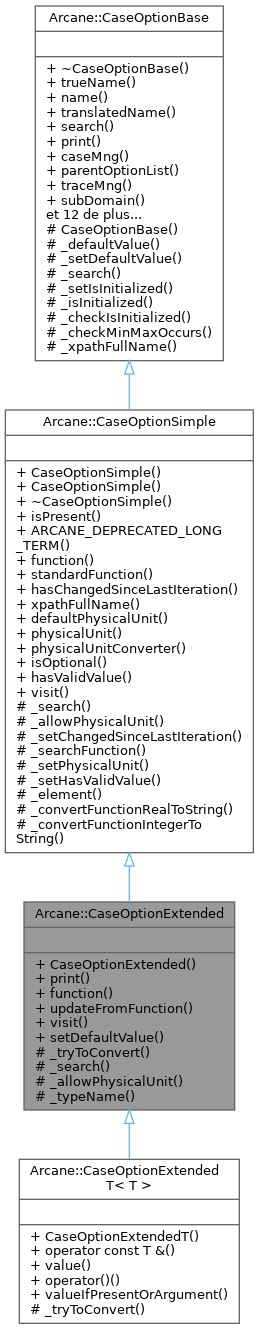 Arcane::CaseOptionBase
+ ~CaseOptionBase()
+ trueName()
+ name()
+ translatedName()
+ search()
+ print()
+ caseMng()
+ parentOptionList()
+ traceMng()
+ subDomain()
et 12 de plus...
# CaseOptionBase()
# _defaultValue()
# _setDefaultValue()
# _search()
# _setIsInitialized()
# _isInitialized()
# _checkIsInitialized()
# _checkMinMaxOccurs()
# _xpathFullName()
Arcane::CaseOptionSimple
+ CaseOptionSimple()
+ CaseOptionSimple()
+ ~CaseOptionSimple()
+ isPresent()
+ ARCANE_DEPRECATED_LONG
_TERM()
+ function()
+ standardFunction()
+ hasChangedSinceLastIteration()
+ xpathFullName()
+ defaultPhysicalUnit()
+ physicalUnit()
+ physicalUnitConverter()
+ isOptional()
+ hasValidValue()
+ visit()
# _search()
# _allowPhysicalUnit()
# _setChangedSinceLastIteration()
# _searchFunction()
# _setPhysicalUnit()
# _setHasValidValue()
# _element()
# _convertFunctionRealToString()
# _convertFunctionIntegerTo
String()
Arcane::CaseOptionExtended
+ CaseOptionExtended()
+ print()
+ function()
+ updateFromFunction()
+ visit()
+ setDefaultValue()
# _tryToConvert()
# _search()
# _allowPhysicalUnit()
# _typeName()
Arcane::CaseOptionExtended
T< T >
+ CaseOptionExtendedT()
+ operator const T &()
+ value()
+ operator()()
+ valueIfPresentOrArgument()
# _tryToConvert()